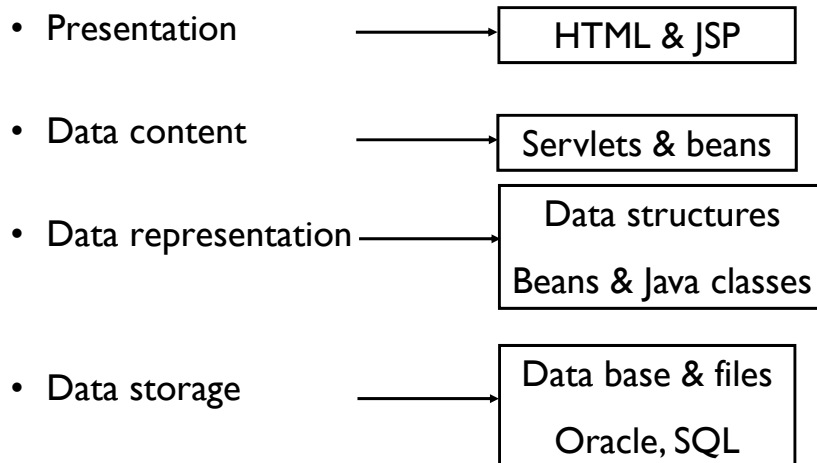 • Presentation
HTML & JSP
• Data content
Servlets & beans
• Data representation
Data structures
Beans & Java classes
• Data storage
Data base & files
Oracle, SQL